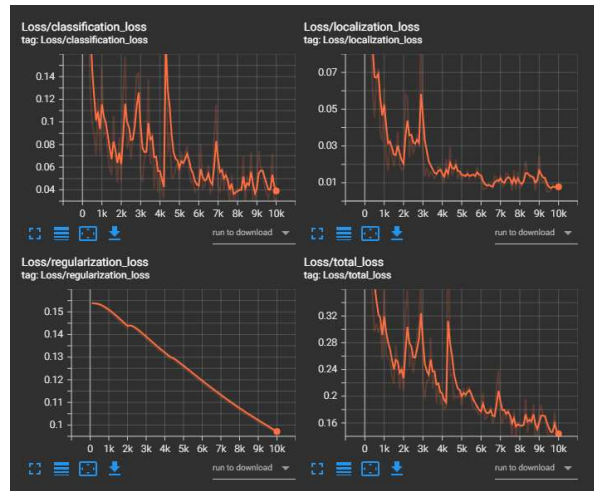 Loss/classification_loss
tag: Loss/classification_loss
0.14
0.12
0.1
0.08
0.06
0.04
0 1k 2k 3k 4k 5k 6k 7k 8k 9k 10k
run to download
Loss/localization_loss
tag: Loss/localization_loss
0.07
0.05
0.03
0.01
0 1k 2k 3k 4k 5k 6k 7k 8k 9k 10k
run to download
Loss/regularization_loss
tag: Loss/regularization_loss
0.15
0.14
0.13
0.12
0.11
0.1
0 1k 2k 3k 4k 5k 6k 7k 8k 9k 10k
run to download
Loss/total_loss
tag: Loss/total_loss
0.32
0.28
0.24
0.2
0.16
0 1k 2k 3k 4k 5k 6k 7k 8k 9k 10k
run to download